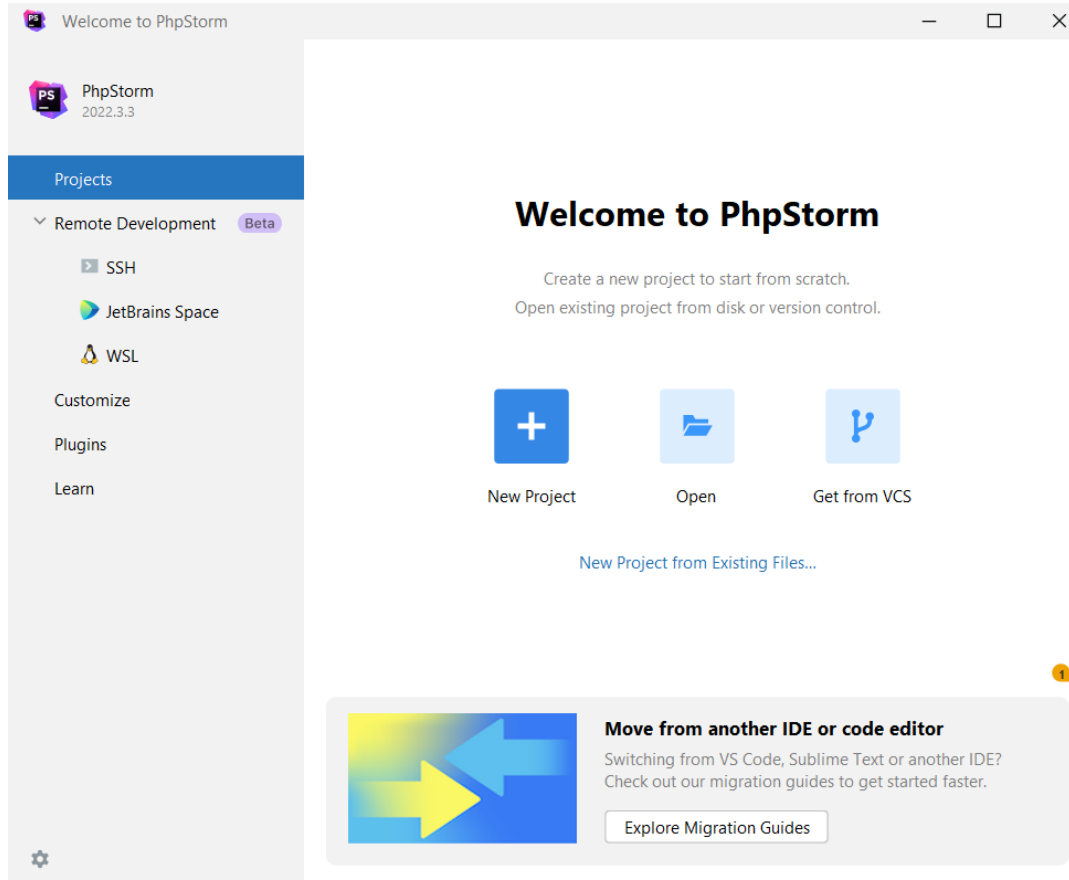 Welcome to PhpStorm
PS
PhpStorm
2022.3.3
Projects
Remote Development Beta
SSH
JetBrains Space
WSL
Customize
Plugins
Learn
Welcome to PhpStorm
Create a new project to start from scratch.
Open existing project from disk or version control.
New Project Open Get from VCS
New Project from Existing Files...
1
Move from another IDE or code editor
Switching from VS Code, Sublime Text or another IDE?
Check out our migration guides to get started faster.
Explore Migration Guides